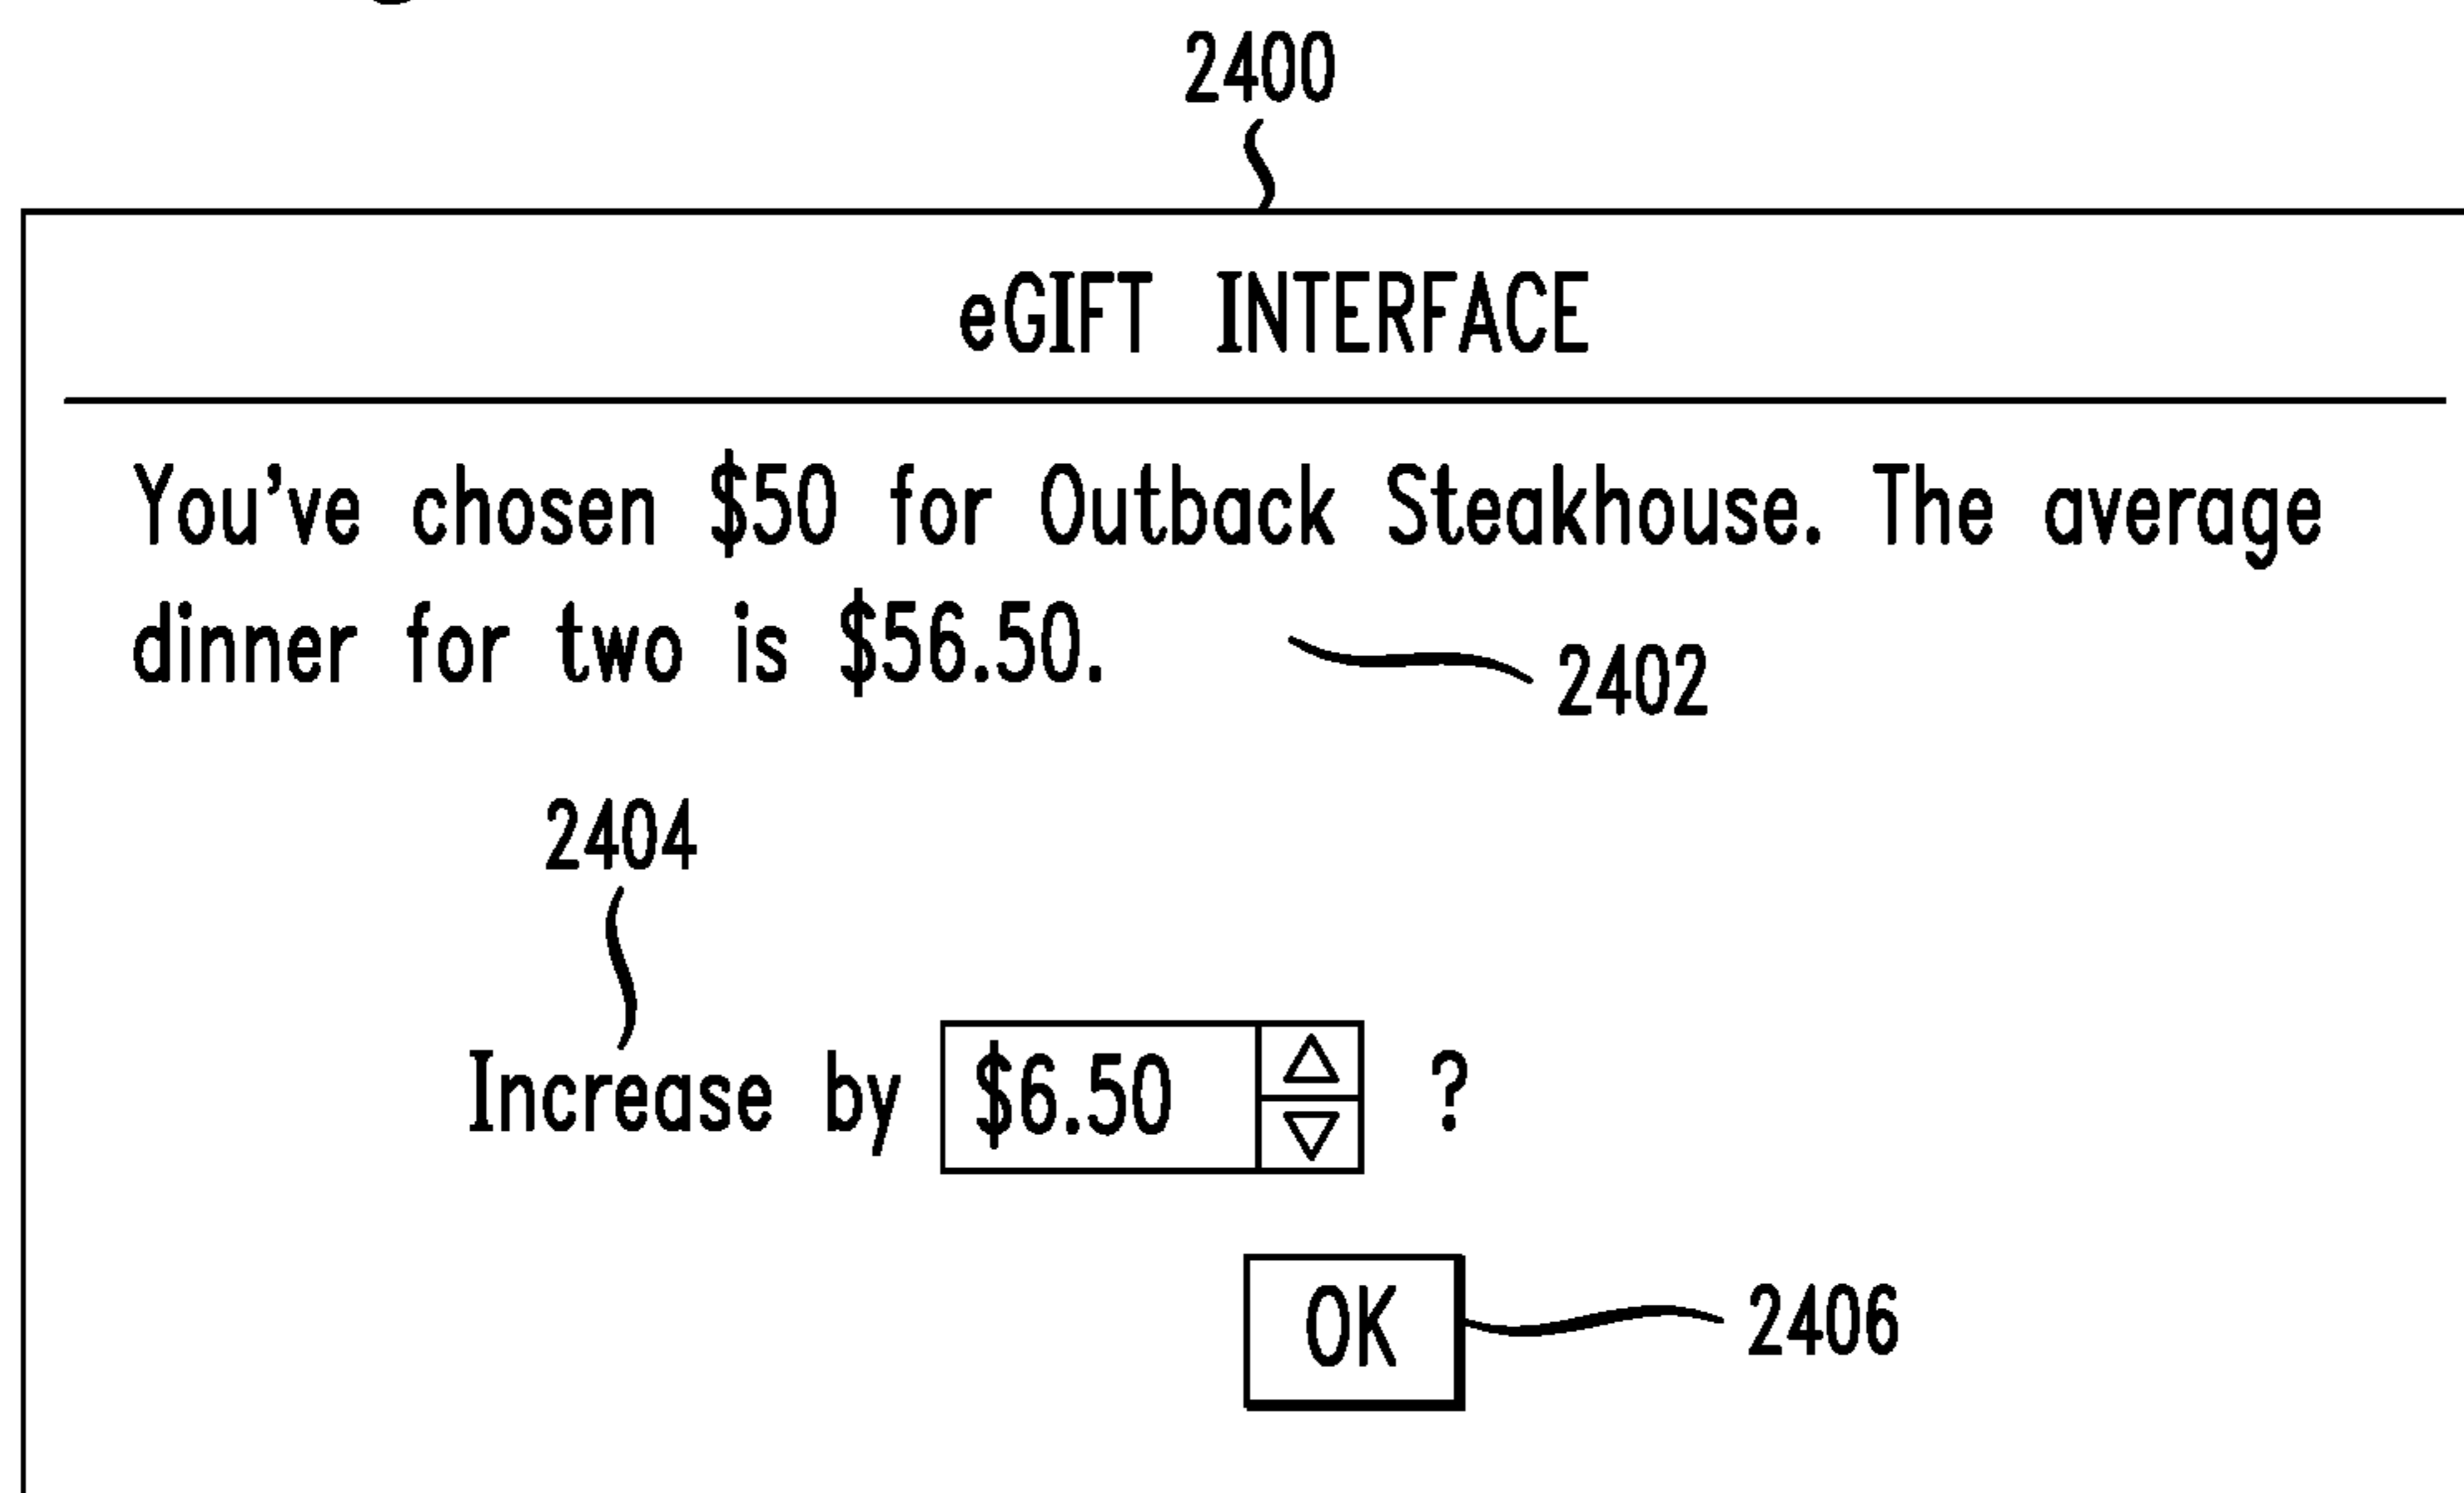 2400
eGIFT INTERFACE
You've chosen $50 for Outback Steakhouse. The average
dinner for two is $56.50.
2402
2404
Increase by $6.50 ?
OK
2406